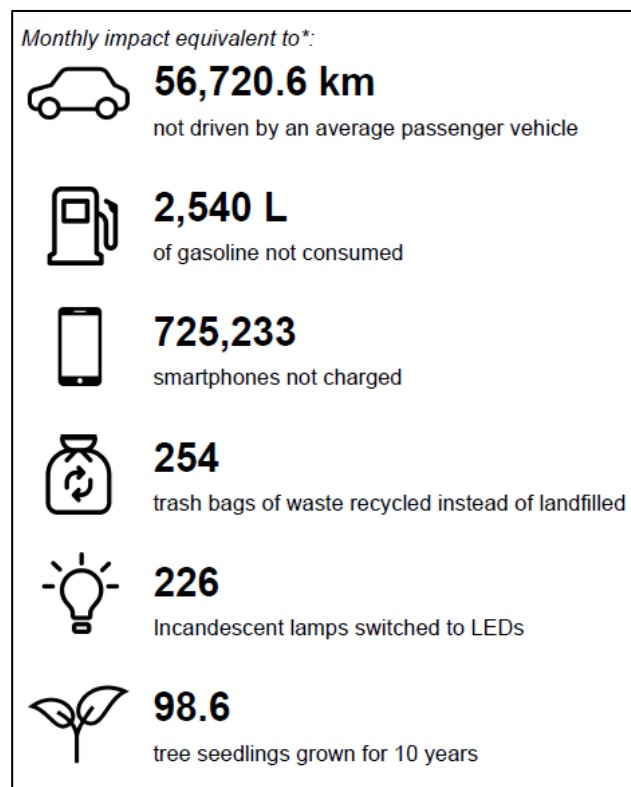 Monthly impact equivalent to*:
56,720.6 km
not driven by an average passenger vehicle
2,540 L
of gasoline not consumed
725,233
smartphones not charged
254
trash bags of waste recycled instead of landfilled
226
Incandescent lamps switched to LEDs
98.6
tree seedlings grown for 10 years